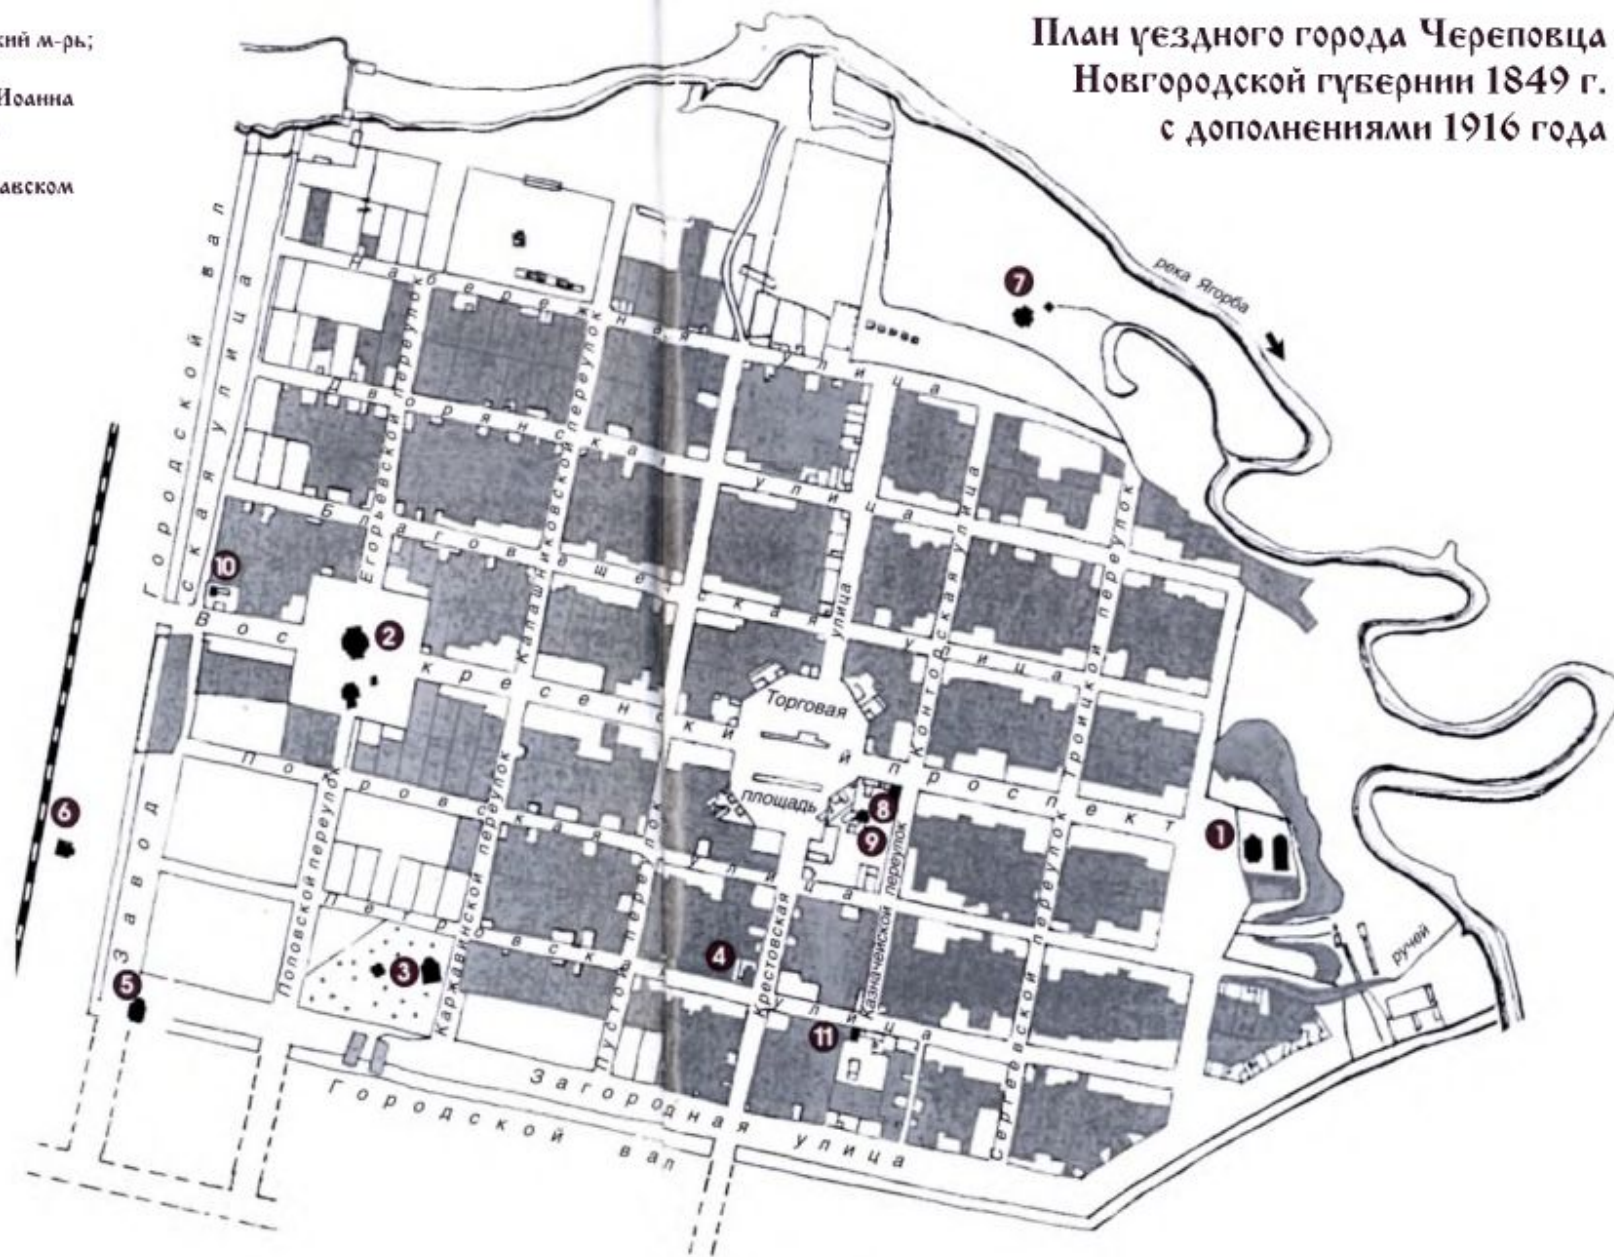 кий м-рь;
Иоанна
авском
План уездного города Череповца
Новгородской губернии 1849 г.
с дополнениями 1916 года
река Ягорба
7
Городской вал
ская улица
Набережная улица
Дворянская улица
Благовещенская улица
Егорьевской переулок
Калашниковской переулок
улица
Конторская улица
Троицкой переулок
10
2
Воскресенский проспект
Торговая
площадь
8
9
1
6
Завод
Покровская улица
Петровская улица
Поповской переулок
Каржавинской переулок
Пустой переулок
Крестовская
Казначейской переулок
Сергевской переулок
ручей
3
4
5
11
Загородная улица
Городской вал